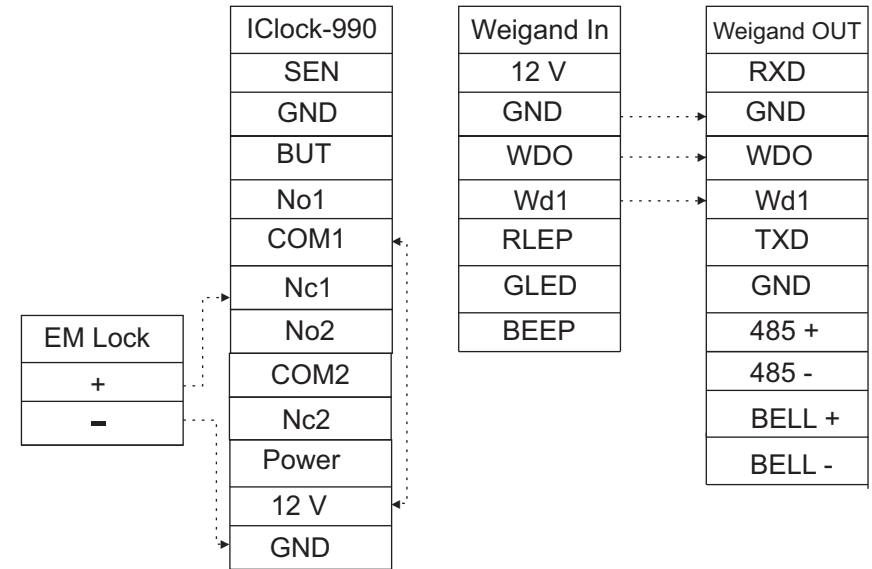 IClock-990
SEN
GND
BUT
No1
COM1
Nc1
No2
COM2
Nc2
Power
12 V
GND
EM Lock
+
-
Weigand In
12 V
GND
WDO
Wd1
RLEP
GLED
BEEP
Weigand OUT
RXD
GND
WDO
Wd1
TXD
GND
485 +
485 -
BELL +
BELL -